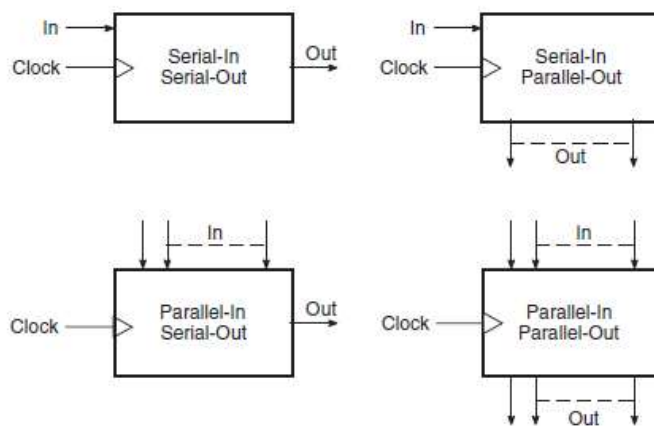 In
Clock
Serial-In
Serial-Out
Out
In
Clock
Serial-In
Parallel-Out
Out
In
Clock
Parallel-In
Serial-Out
Out
In
Clock
Parallel-In
Parallel-Out
Out